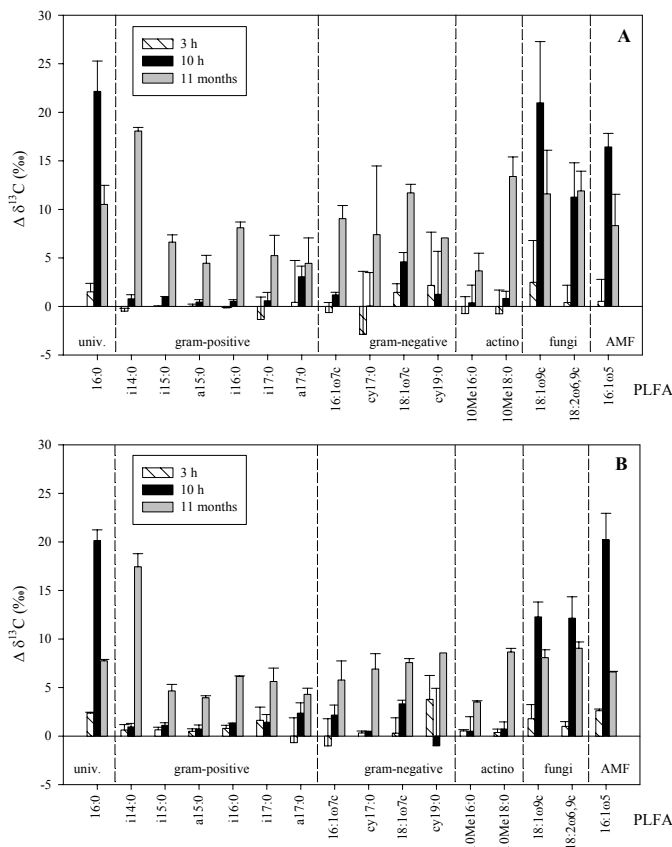 A
30
25
20
15
10
5
0
-5
Δ δ13C (‰)
3 h
10 h
11 months
univ. gram-positive gram-negative actino fungi AMF
16:0 i14:0 i15:0 a15:0 i16:0 i17:0 a17:0 16:1ω7c cy17:0 18:1ω7c cy19:0 10Me16:0 10Me18:0 18:1ω9c 18:2ω6,9c 16:1ω5
PLFA
B
30
25
20
15
10
5
0
-5
Δ δ13C (‰)
3 h
10 h
11 months
univ. gram-positive gram-negative actino fungi AMF
16:0 i14:0 i15:0 a15:0 i16:0 i17:0 a17:0 16:1ω7c cy17:0 18:1ω7c cy19:0 0Me16:0 0Me18:0 18:1ω9c 18:2ω6,9c 16:1ω5
PLFA